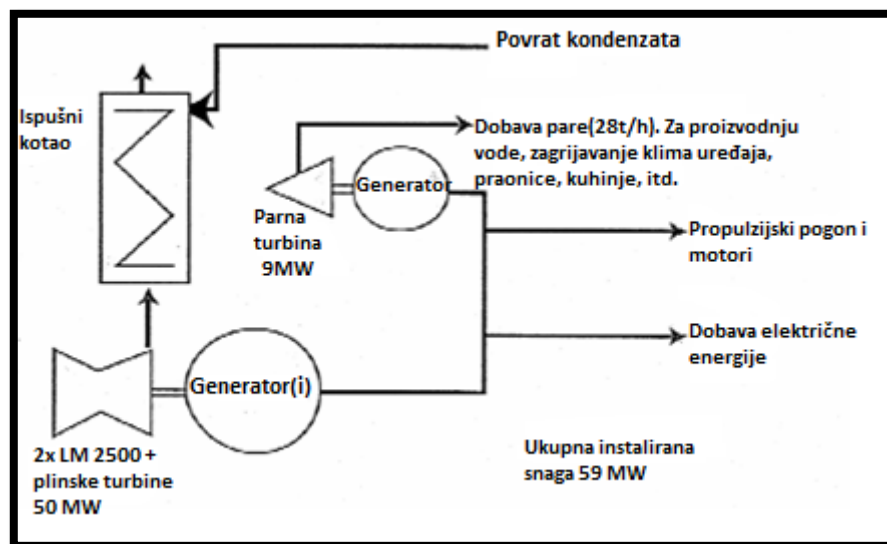 Povrat kondenzata
Ispušni
kotao
Dobava pare(28t/h). Za proizvodnju
vode, zagrijavanje klima uređaja,
praonice, kuhinje, itd.
Generator
Parna
turbina
9MW
Propulzijski pogon i
motori
Dobava električne
energije
Generator(i)
2x LM 2500 +
plinske turbine
50 MW
Ukupna instalirana
snaga 59 MW